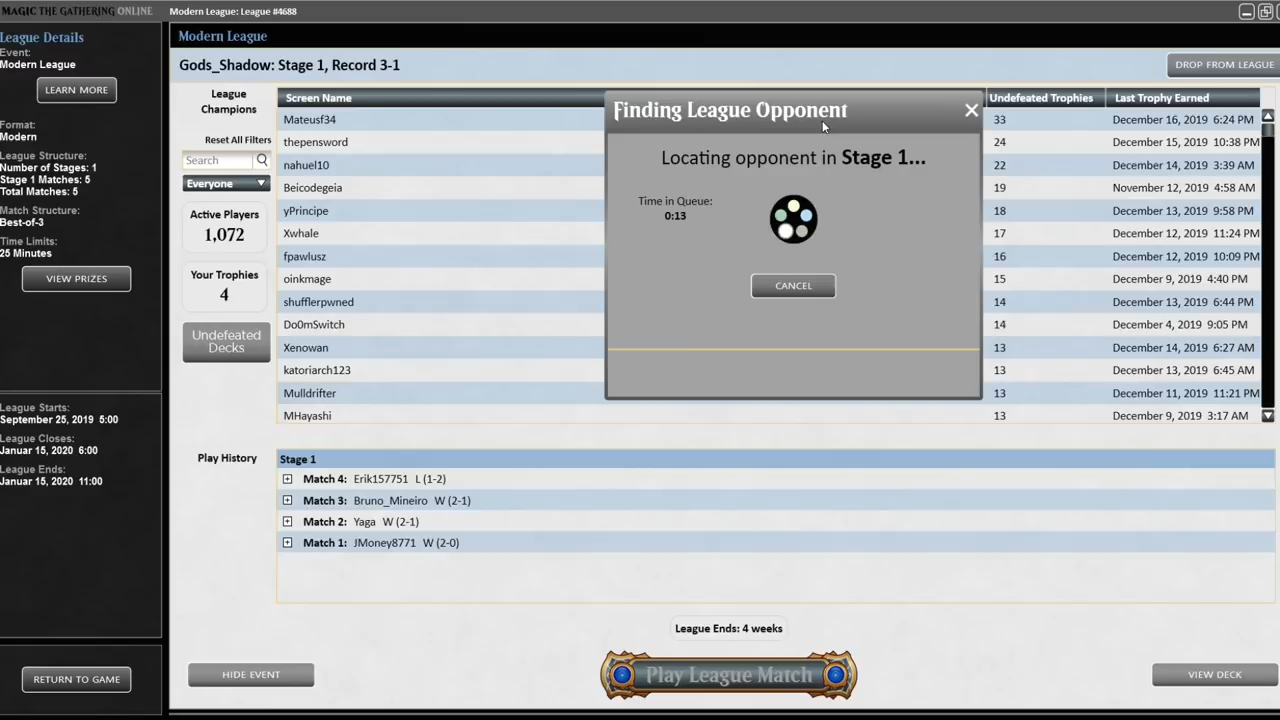 MAGIC THE GATHERING ONLINE
Modern League: League #4688
League Details
Event:
Modern League
LEARN MORE
Format:
Modern
League Structure:
Number of Stages: 1
Stage 1 Matches: 5
Total Matches: 5
Match Structure:
Best-of-3
Time Limits:
25 Minutes
VIEW PRIZES
League Starts:
September 25, 2019 5:00
League Closes:
Januar 15, 2020 6:00
League Ends:
Januar 15, 2020 11:00
RETURN TO GAME
Modern League
Gods_Shadow: Stage 1, Record 3-1
DROP FROM LEAGUE
League
Champions
Reset All Filters
Search
Everyone
Active Players
1,072
Your Trophies
4
Undefeated
Decks
Screen Name Undefeated Trophies Last Trophy Earned
Mateusf34 33 December 16, 2019 6:24 PM
thepensword 24 December 15, 2019 10:38 PM
nahuel10 22 December 14, 2019 3:39 AM
Beicodegeia 19 November 12, 2019 4:58 AM
yPrincipe 18 December 13, 2019 9:58 PM
Xwhale 17 December 12, 2019 11:24 PM
fpawlusz 16 December 12, 2019 10:09 PM
oinkmage 15 December 9, 2019 4:40 PM
shufflerpwned 14 December 13, 2019 6:44 PM
Do0mSwitch 14 December 4, 2019 9:05 PM
Xenowan 13 December 14, 2019 6:27 AM
katoriarch123 13 December 13, 2019 6:45 AM
Mulldrifter 13 December 11, 2019 11:21 PM
MHayashi 13 December 9, 2019 3:17 AM
Finding League Opponent
Locating opponent in Stage 1...
Time in Queue:
0:13
CANCEL
Play History
Stage 1
Match 4: Erik157751 L (1-2)
Match 3: Bruno_Mineiro W (2-1)
Match 2: Yaga W (2-1)
Match 1: JMoney8771 W (2-0)
League Ends: 4 weeks
HIDE EVENT
Play League Match
VIEW DECK